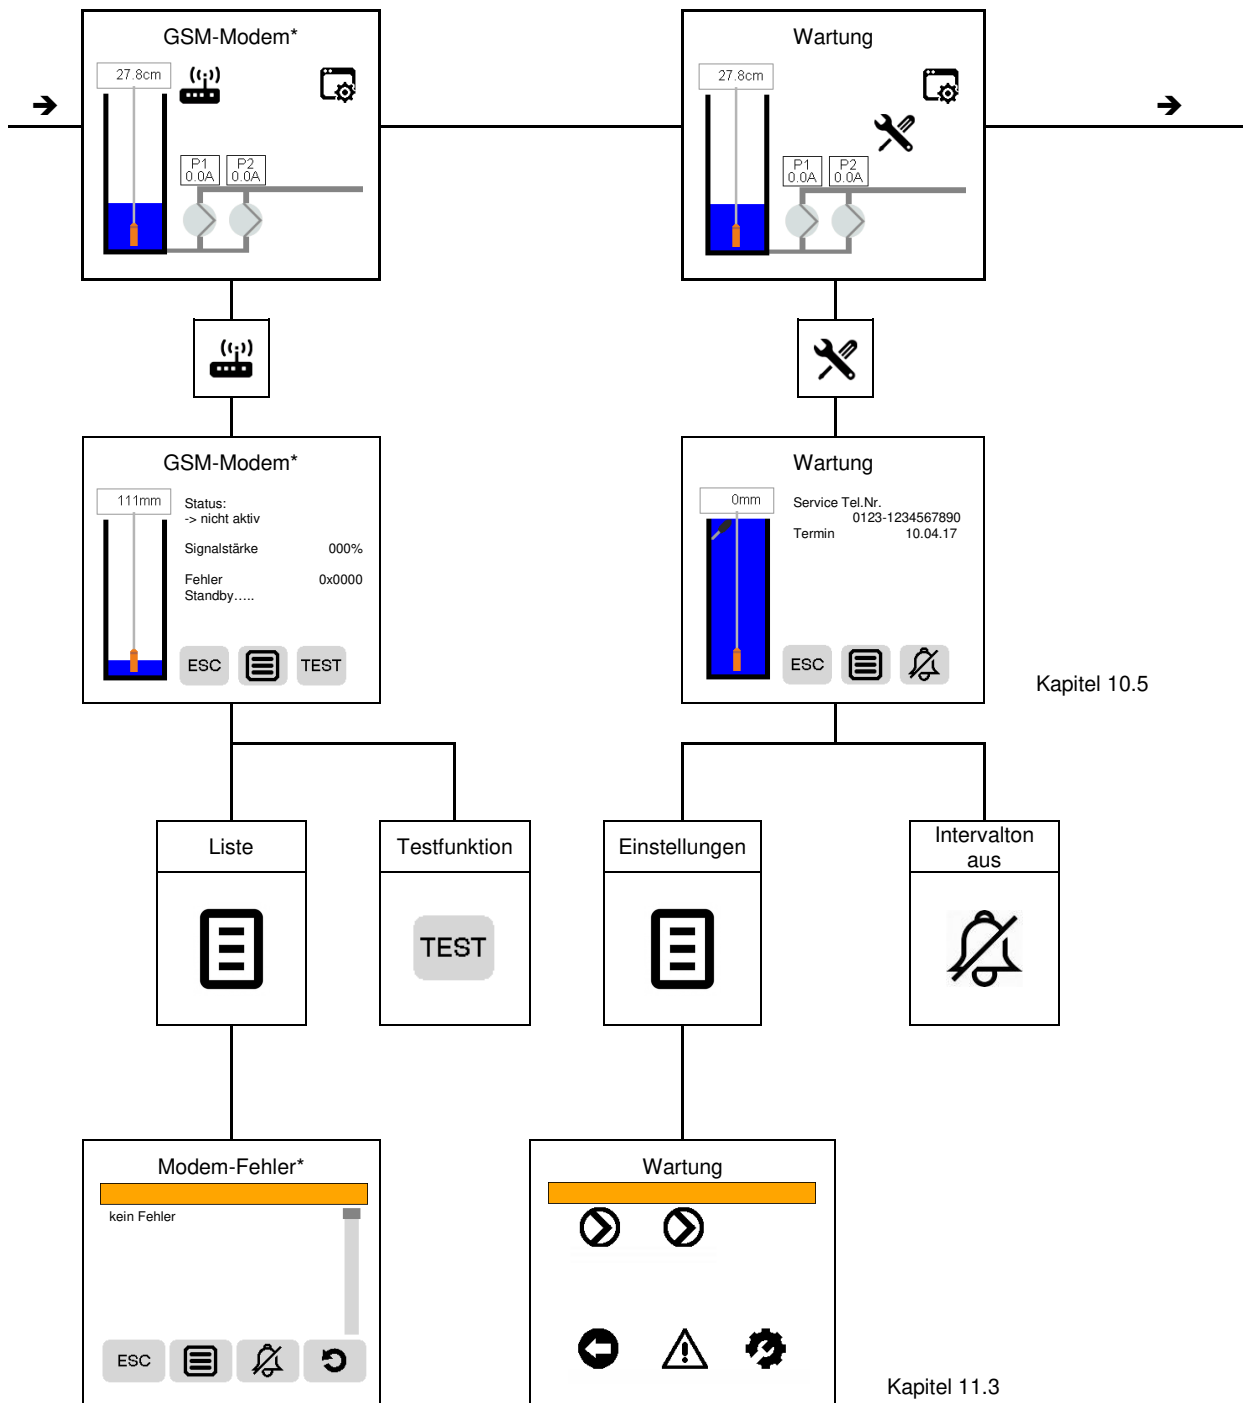 GSM-Modem*
27.8cm
P1
0.0A
P2
0.0A
Wartung
27.8cm
P1
0.0A
P2
0.0A
GSM-Modem*
111mm
Status:
-> nicht aktiv
Signalstärke 000%
Fehler 0x0000
Standby.....
ESC
TEST
Wartung
0mm
Service Tel.Nr.
0123-1234567890
Termin 10.04.17
ESC
Kapitel 10.5
Liste
Testfunktion
TEST
Einstellungen
Intervalton
aus
Modem-Fehler*
kein Fehler
ESC
Wartung
Kapitel 11.3